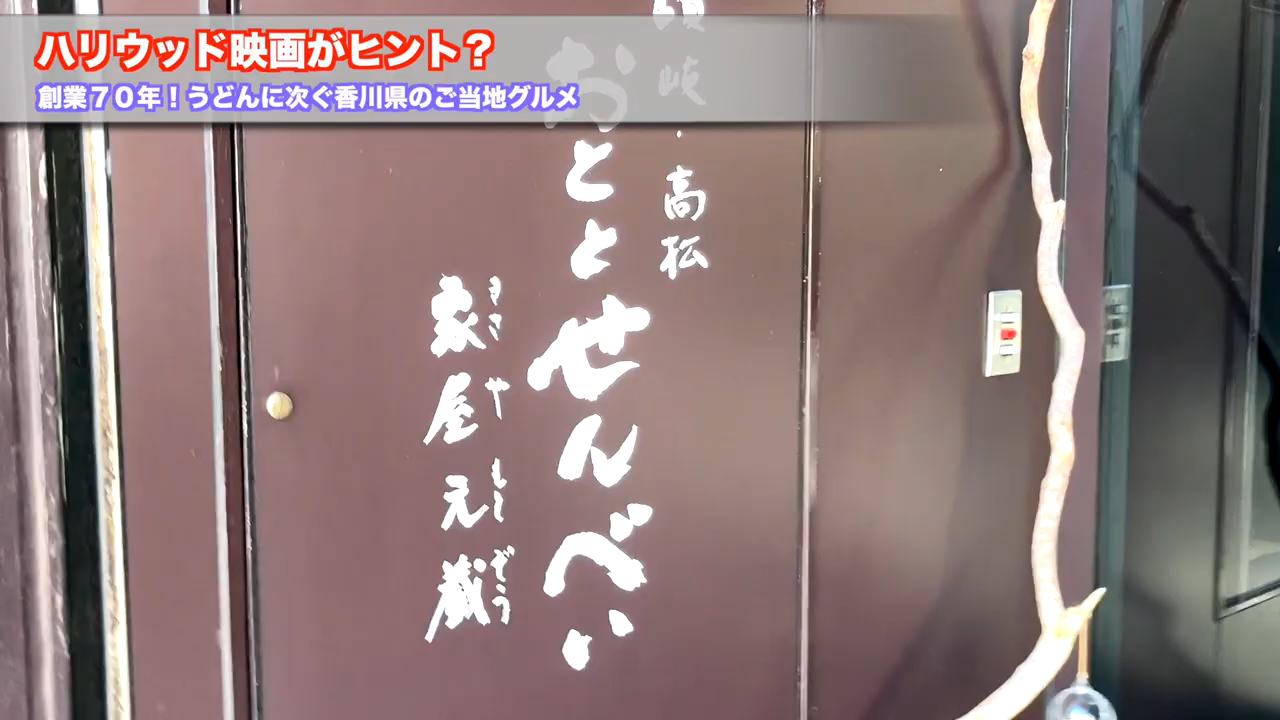 ハリウッド映画がヒント？
創業７０年！うどんに次ぐ香川県のご当地グルメ
讃岐・高松
おととせんべい
象屋元蔵
きさやもとぞう